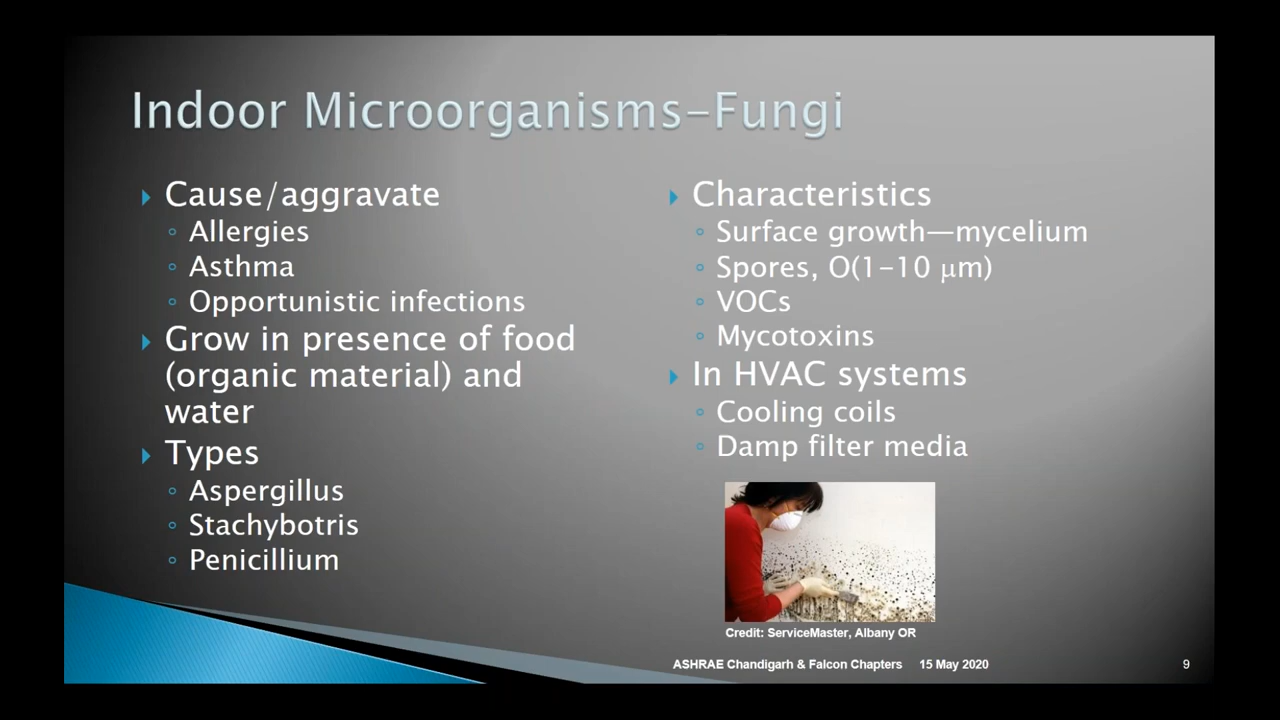 Indoor Microorganisms-Fungi
Cause/aggravate
Allergies
Asthma
Opportunistic infections
Grow in presence of food
(organic material) and
water
Types
Aspergillus
Stachybotris
Penicillium
Characteristics
Surface growth—mycelium
Spores, O(1-10 μm)
VOCs
Mycotoxins
In HVAC systems
Cooling coils
Damp filter media
Credit: ServiceMaster, Albany OR
ASHRAE Chandigarh & Falcon Chapters 15 May 2020 9